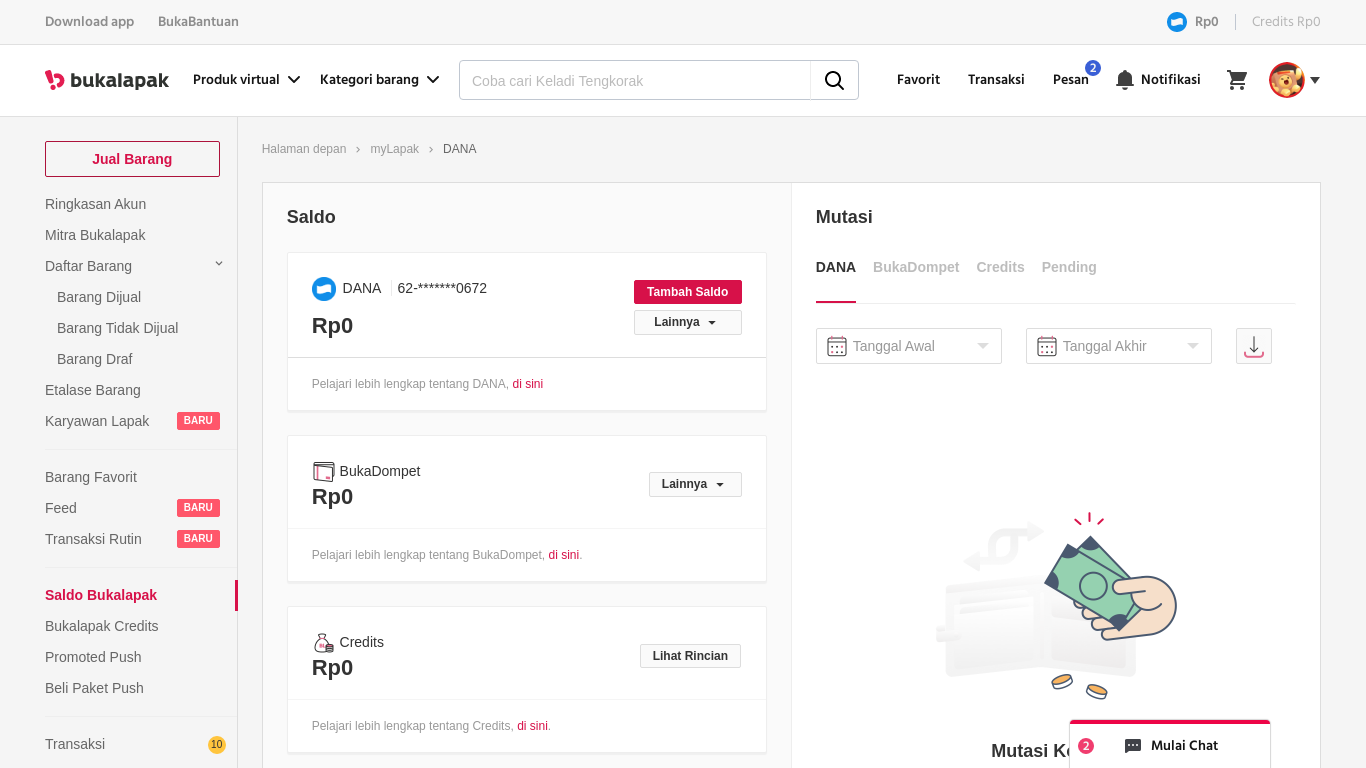 Download app
BukaBantuan
Rp0
Credits Rp0
bukalapak
Produk virtual
Kategori barang
Coba cari Keladi Tengkorak
Favorit
Transaksi
Pesan
2
Notifikasi
Jual Barang
Ringkasan Akun
Mitra Bukalapak
Daftar Barang
Barang Dijual
Barang Tidak Dijual
Barang Draf
Etalase Barang
Karyawan Lapak BARU
Barang Favorit
Feed BARU
Transaksi Rutin BARU
Saldo Bukalapak
Bukalapak Credits
Promoted Push
Beli Paket Push
Transaksi 10
Halaman depan › myLapak › DANA
Saldo
DANA 62-*******0672
Rp0
Tambah Saldo
Lainnya
Pelajari lebih lengkap tentang DANA, di sini
BukaDompet
Rp0
Lainnya
Pelajari lebih lengkap tentang BukaDompet, di sini.
Credits
Rp0
Lihat Rincian
Pelajari lebih lengkap tentang Credits, di sini.
Mutasi
DANA BukaDompet Credits Pending
Tanggal Awal
Tanggal Akhir
Mutasi
2 Mulai Chat